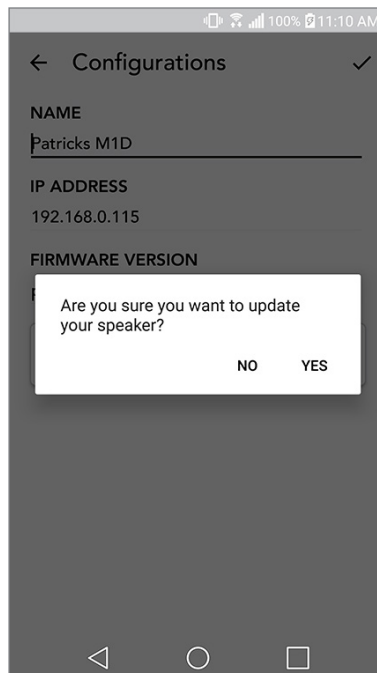 100% 11:10 AM
Configurations
NAME
Patricks M1D
IP ADDRESS
192.168.0.115
FIRMWARE VERSION
Are you sure you want to update
your speaker?
NO YES